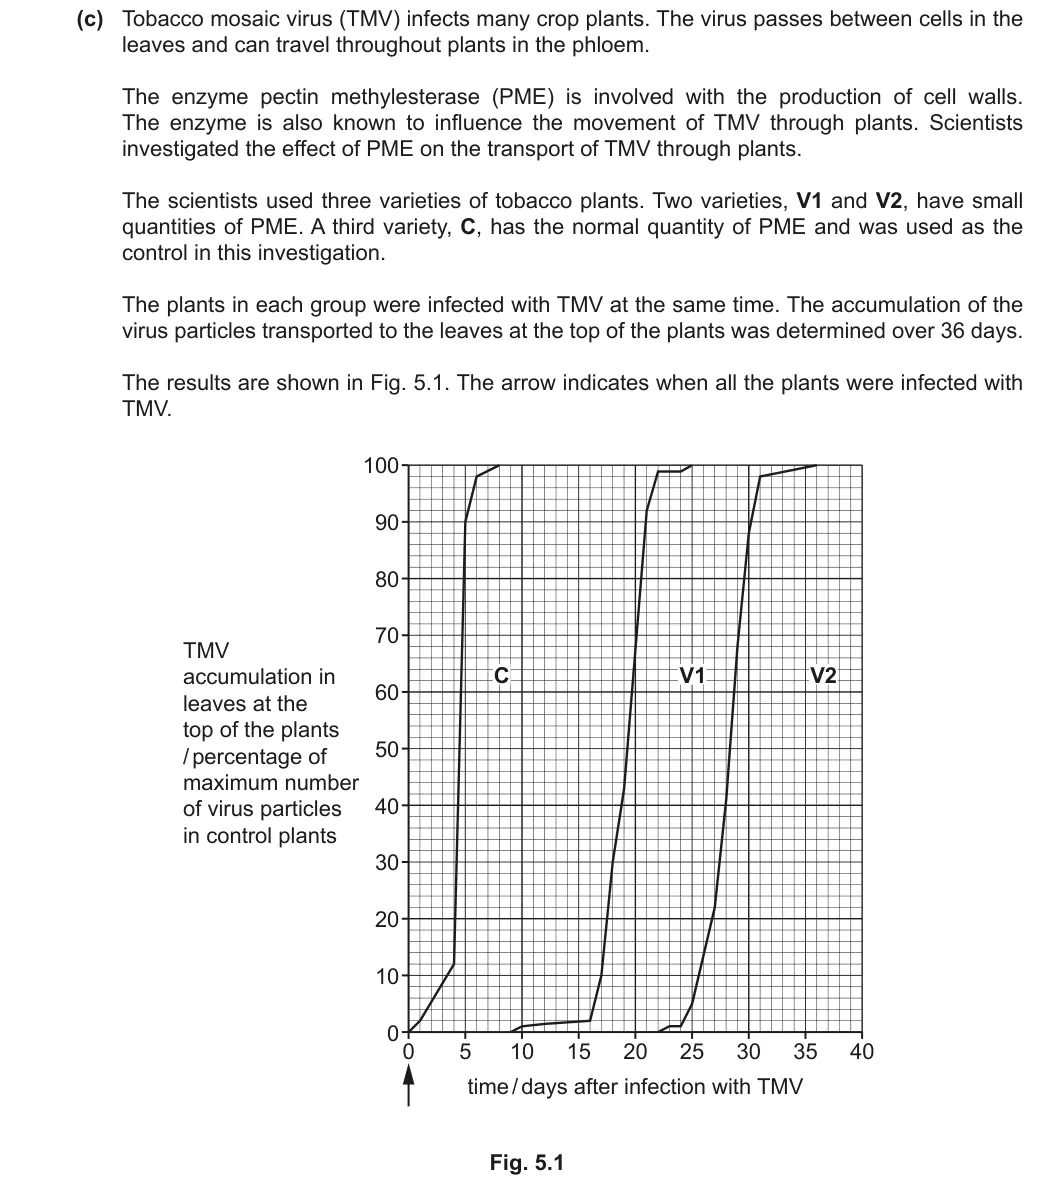 (c) Tobacco mosaic virus (TMV) infects many crop plants. The virus passes between cells in the
leaves and can travel throughout plants in the phloem.
The enzyme pectin methylesterase (PME) is involved with the production of cell walls.
The enzyme is also known to influence the movement of TMV through plants. Scientists
investigated the effect of PME on the transport of TMV through plants.
The scientists used three varieties of tobacco plants. Two varieties, V1 and V2, have small
quantities of PME. A third variety, C, has the normal quantity of PME and was used as the
control in this investigation.
The plants in each group were infected with TMV at the same time. The accumulation of the
virus particles transported to the leaves at the top of the plants was determined over 36 days.
The results are shown in Fig. 5.1. The arrow indicates when all the plants were infected with
TMV.
100
90
80
70
60
50
40
30
20
10
0
TMV
accumulation in
leaves at the
top of the plants
/ percentage of
maximum number
of virus particles
in control plants
C
V1
V2
0 5 10 15 20 25 30 35 40
time / days after infection with TMV
Fig. 5.1